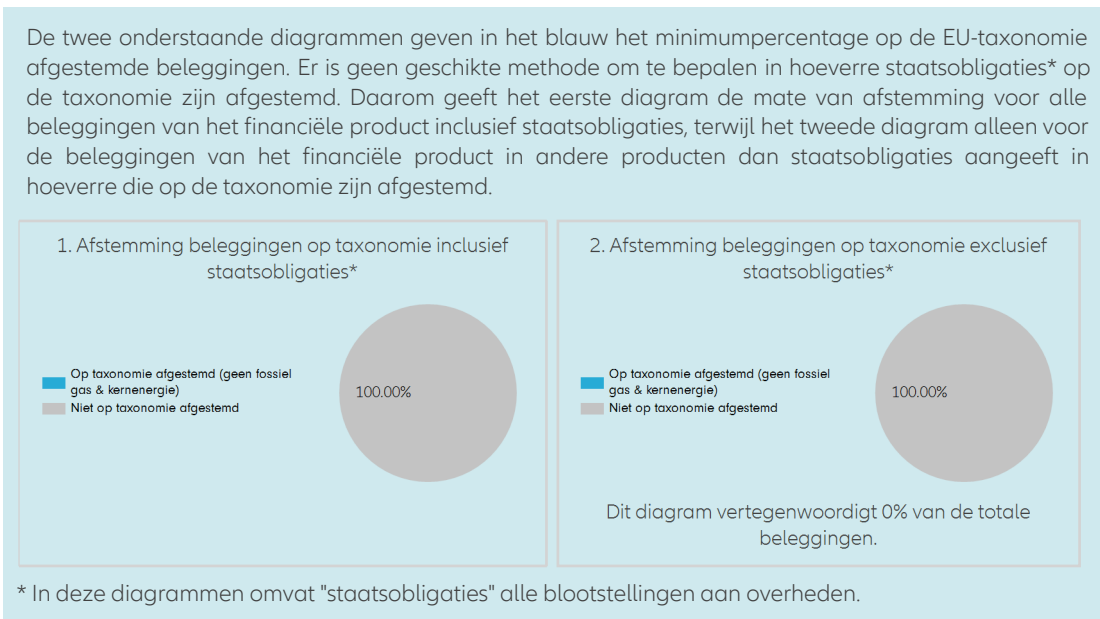 De twee onderstaande diagrammen geven in het blauw het minimumpercentage op de EU-taxonomie
afgestemde beleggingen. Er is geen geschikte methode om te bepalen in hoeverre staatsobligaties* op
de taxonomie zijn afgestemd. Daarom geeft het eerste diagram de mate van afstemming voor alle
beleggingen van het financiële product inclusief staatsobligaties, terwijl het tweede diagram alleen voor
de beleggingen van het financiële product in andere producten dan staatsobligaties aangeeft in
hoeverre die op de taxonomie zijn afgestemd.
1. Afstemming beleggingen op taxonomie inclusief
staatsobligaties*
Op taxonomie afgestemd (geen fossiel
gas & kernenergie)
Niet op taxonomie afgestemd
100.00%
2. Afstemming beleggingen op taxonomie exclusief
staatsobligaties*
Op taxonomie afgestemd (geen fossiel
gas & kernenergie)
Niet op taxonomie afgestemd
100.00%
Dit diagram vertegenwoordigt 0% van de totale
beleggingen.
* In deze diagrammen omvat "staatsobligaties" alle blootstellingen aan overheden.